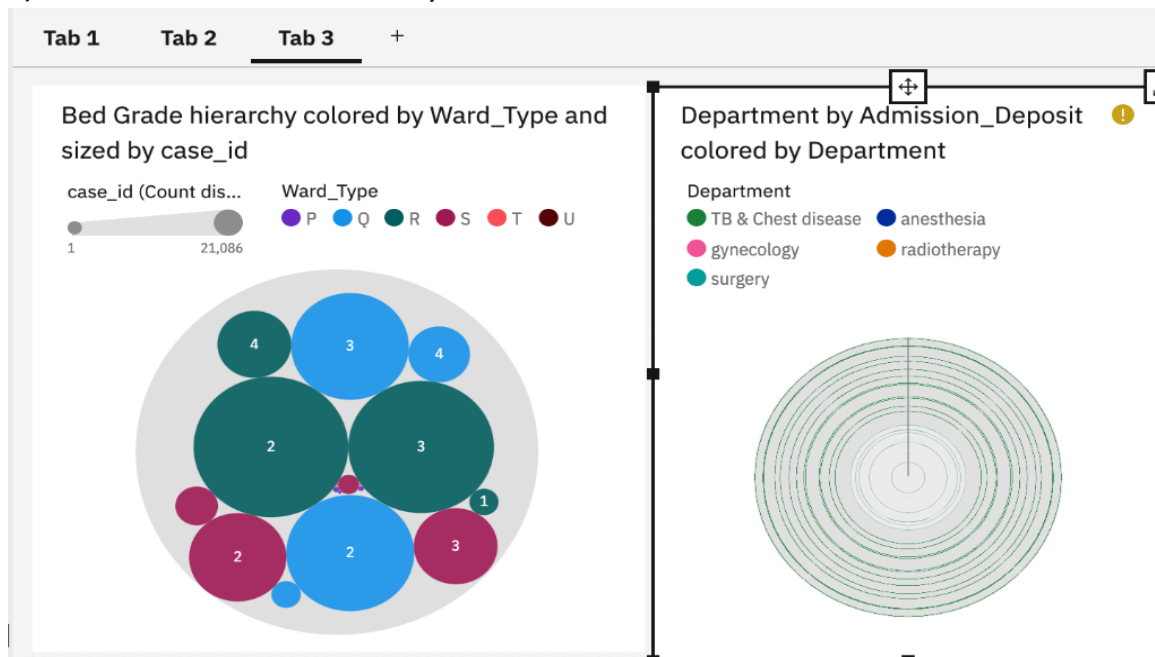 Tab 1 Tab 2 Tab 3 +
Bed Grade hierarchy colored by Ward_Type and
sized by case_id
case_id (Count dis...
1 21,086
Ward_Type
P Q R S T U
4 3 4
2 3
1
2 2 3
Department by Admission_Deposit
colored by Department
Department
TB & Chest disease anesthesia
gynecology radiotherapy
surgery